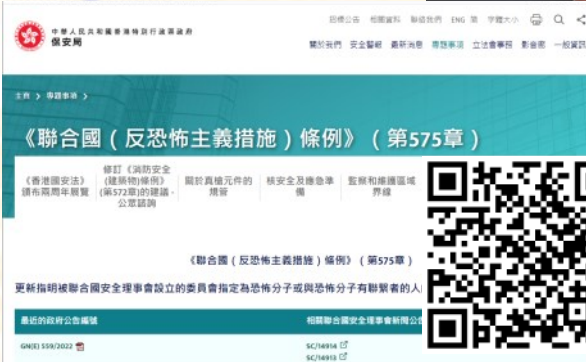 招標公告 相關資料 聯絡我們 ENG 简 字體大小
中華人民共和國香港特別行政區政府
保安局
關於我們 安全警報 最新消息 專題事項 立法會事務 影音廊 一般資訊
主頁 > 專題事項 >
《聯合國（反恐怖主義措施）條例》（第575章）
《香港國安法》
頒布兩周年展覽
修訂《消防安全
(建築物)條例》
(第572章)的建議 -
公眾諮詢
關於真槍元件的
規管
核安全及應急準
備
監察和維護區域
界線
《聯合國（反恐怖主義措施）條例》（第575章）
更新指明被聯合國安全理事會設立的委員會指定為恐怖分子或與恐怖分子有聯繫者的人
最近的政府公告編號 相關聯合國安全理事會新聞公
GN(E) 559/2022 SC/14914
SC/14913